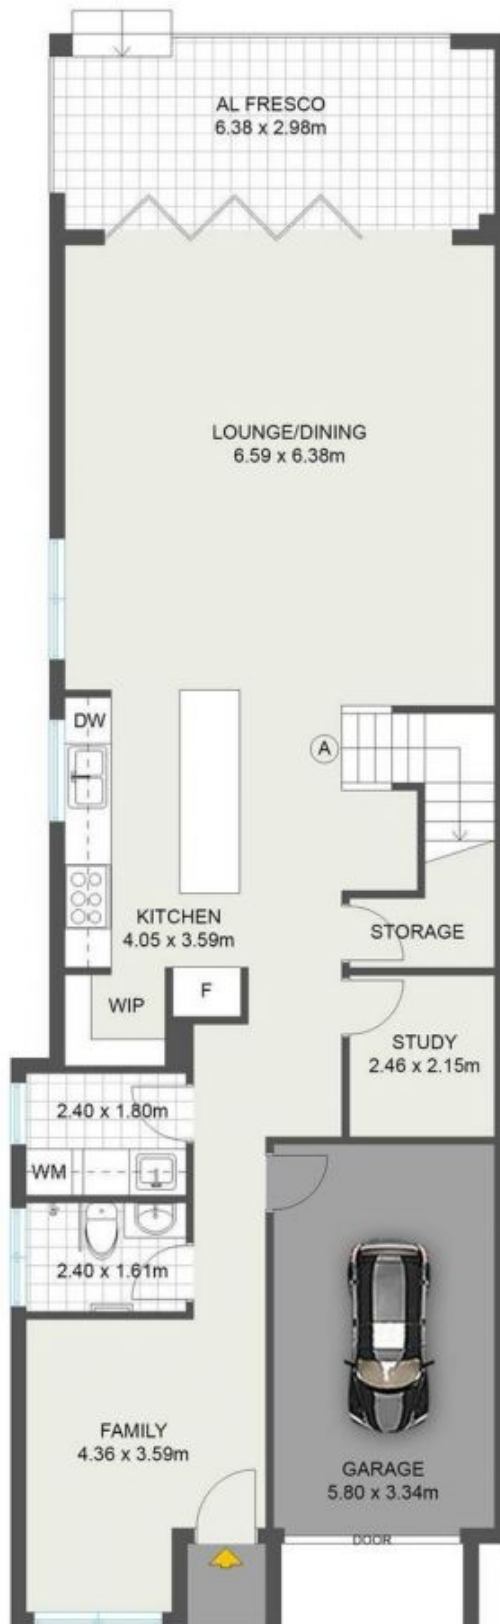 AL FRESCO
6.38 x 2.98m
LOUNGE/DINING
6.59 x 6.38m
DW
A
KITCHEN
4.05 x 3.59m
STORAGE
WIP
F
STUDY
2.46 x 2.15m
2.40 x 1.80m
WM
2.40 x 1.61m
FAMILY
4.36 x 3.59m
GARAGE
5.80 x 3.34m
DOOR